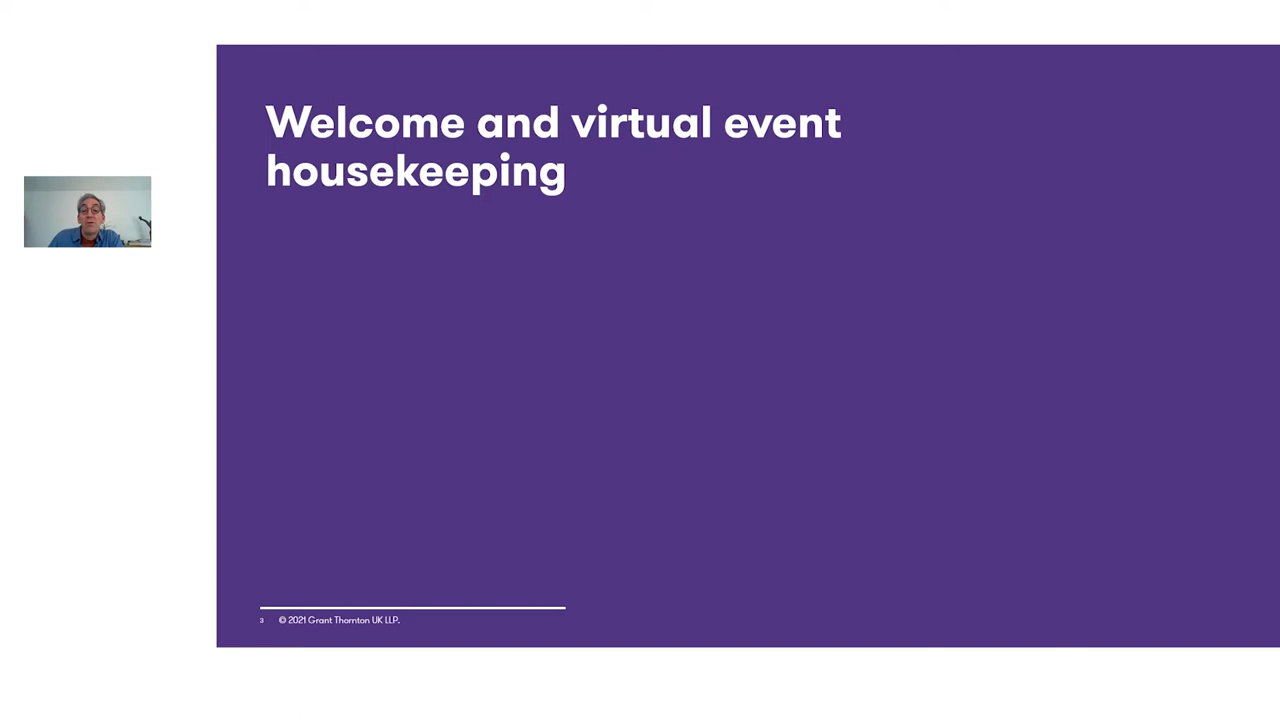 Welcome and virtual event
housekeeping
3 © 2021 Grant Thornton UK LLP.